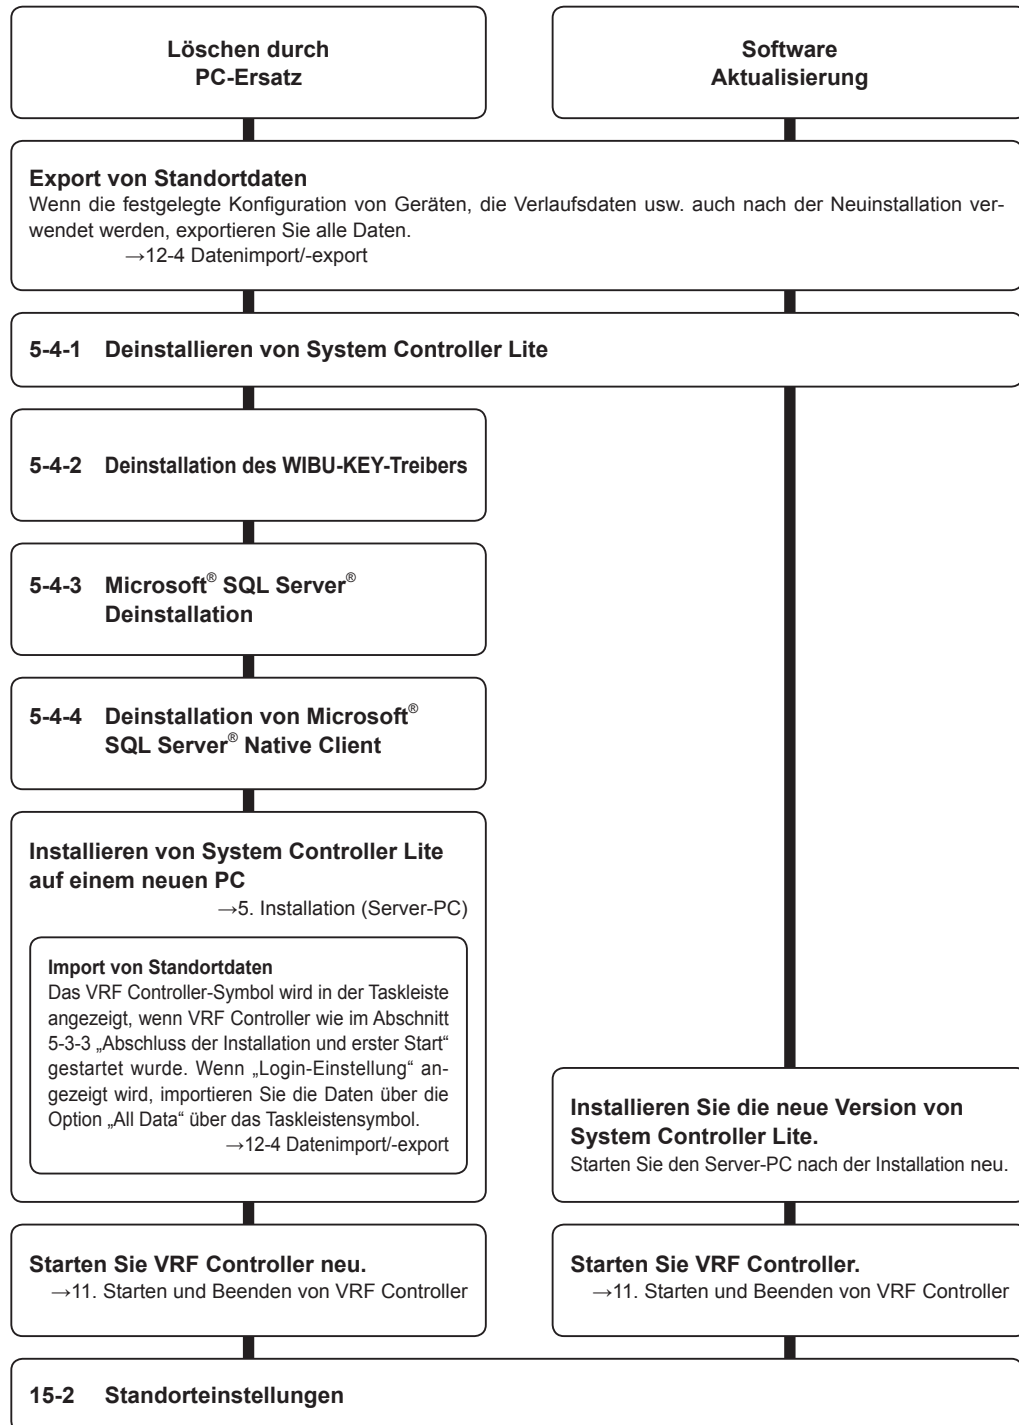 Löschen durch
PC-Ersatz
Software
Aktualisierung
Export von Standortdaten
Wenn die festgelegte Konfiguration von Geräten, die Verlaufsdaten usw. auch nach der Neuinstallation ver-
wendet werden, exportieren Sie alle Daten.
→12-4 Datenimport/-export
5-4-1 Deinstallieren von System Controller Lite
5-4-2 Deinstallation des WIBU-KEY-Treibers
5-4-3 Microsoft® SQL Server®
Deinstallation
5-4-4 Deinstallation von Microsoft®
SQL Server® Native Client
Installieren von System Controller Lite
auf einem neuen PC
→5. Installation (Server-PC)
Import von Standortdaten
Das VRF Controller-Symbol wird in der Taskleiste
angezeigt, wenn VRF Controller wie im Abschnitt
5-3-3 „Abschluss der Installation und erster Start“
gestartet wurde. Wenn „Login-Einstellung“ an-
gezeigt wird, importieren Sie die Daten über die
Option „All Data“ über das Taskleistensymbol.
→12-4 Datenimport/-export
Installieren Sie die neue Version von
System Controller Lite.
Starten Sie den Server-PC nach der Installation neu.
Starten Sie VRF Controller neu.
→11. Starten und Beenden von VRF Controller
Starten Sie VRF Controller.
→11. Starten und Beenden von VRF Controller
15-2 Standorteinstellungen